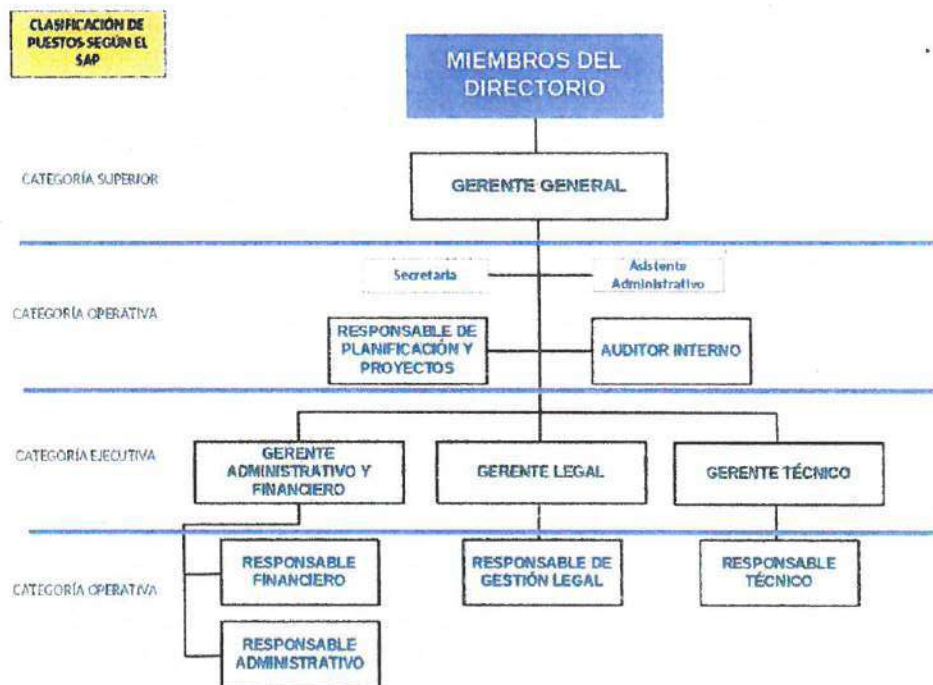 CLASIFICACIÓN DE
PUESTOS SEGÚN EL
SAP
MIEMBROS DEL
DIRECTORIO
CATEGORÍA SUPERIOR
GERENTE GENERAL
Secretaria
Asistente
Administrativo
CATEGORÍA OPERATIVA
RESPONSABLE DE
PLANIFICACIÓN Y
PROYECTOS
AUDITOR INTERNO
CATEGORÍA EJECUTIVA
GERENTE
ADMINISTRATIVO Y
FINANCIERO
GERENTE LEGAL
GERENTE TÉCNICO
CATEGORÍA OPERATIVA
RESPONSABLE
FINANCIERO
RESPONSABLE DE
GESTIÓN LEGAL
RESPONSABLE
TÉCNICO
RESPONSABLE
ADMINISTRATIVO